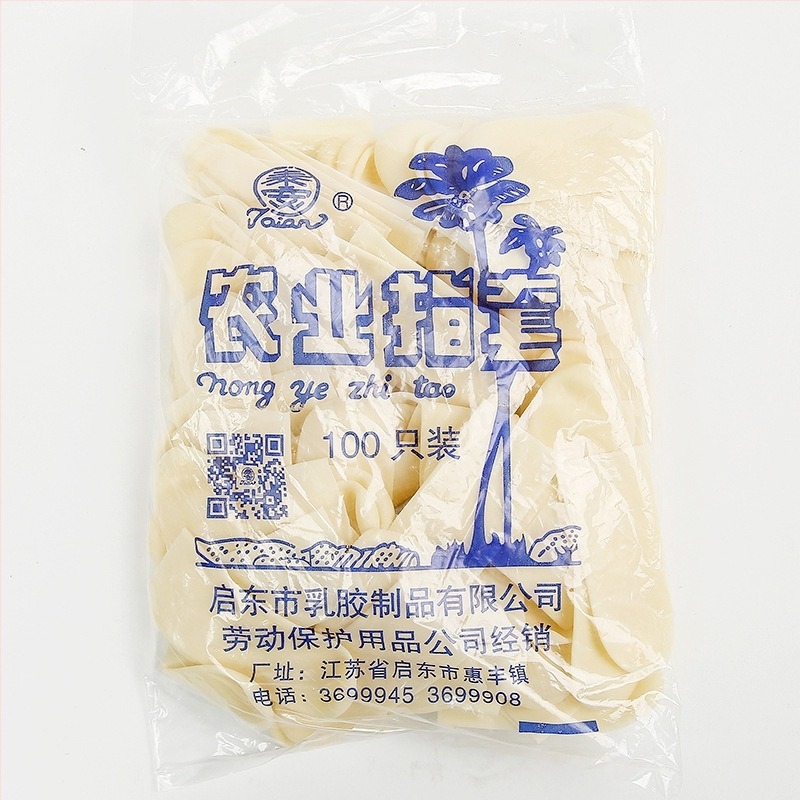 泰安
Taian ®
农业指套
nong ye zhi tao
100只装
启东市乳胶制品有限公司
劳动保护用品公司经销
厂址：江苏省启东市惠丰镇
电话：3699945 3699908